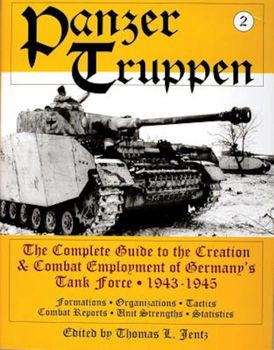 Panzer
Truppen
2
The Complete Guide to the Creation
& Combat Employment of Germany's
Tank Force • 1943-1945
Formations • Organizations • Tactics
Combat Reports • Unit Strengths • Statistics
Edited by Thomas L. Jentz